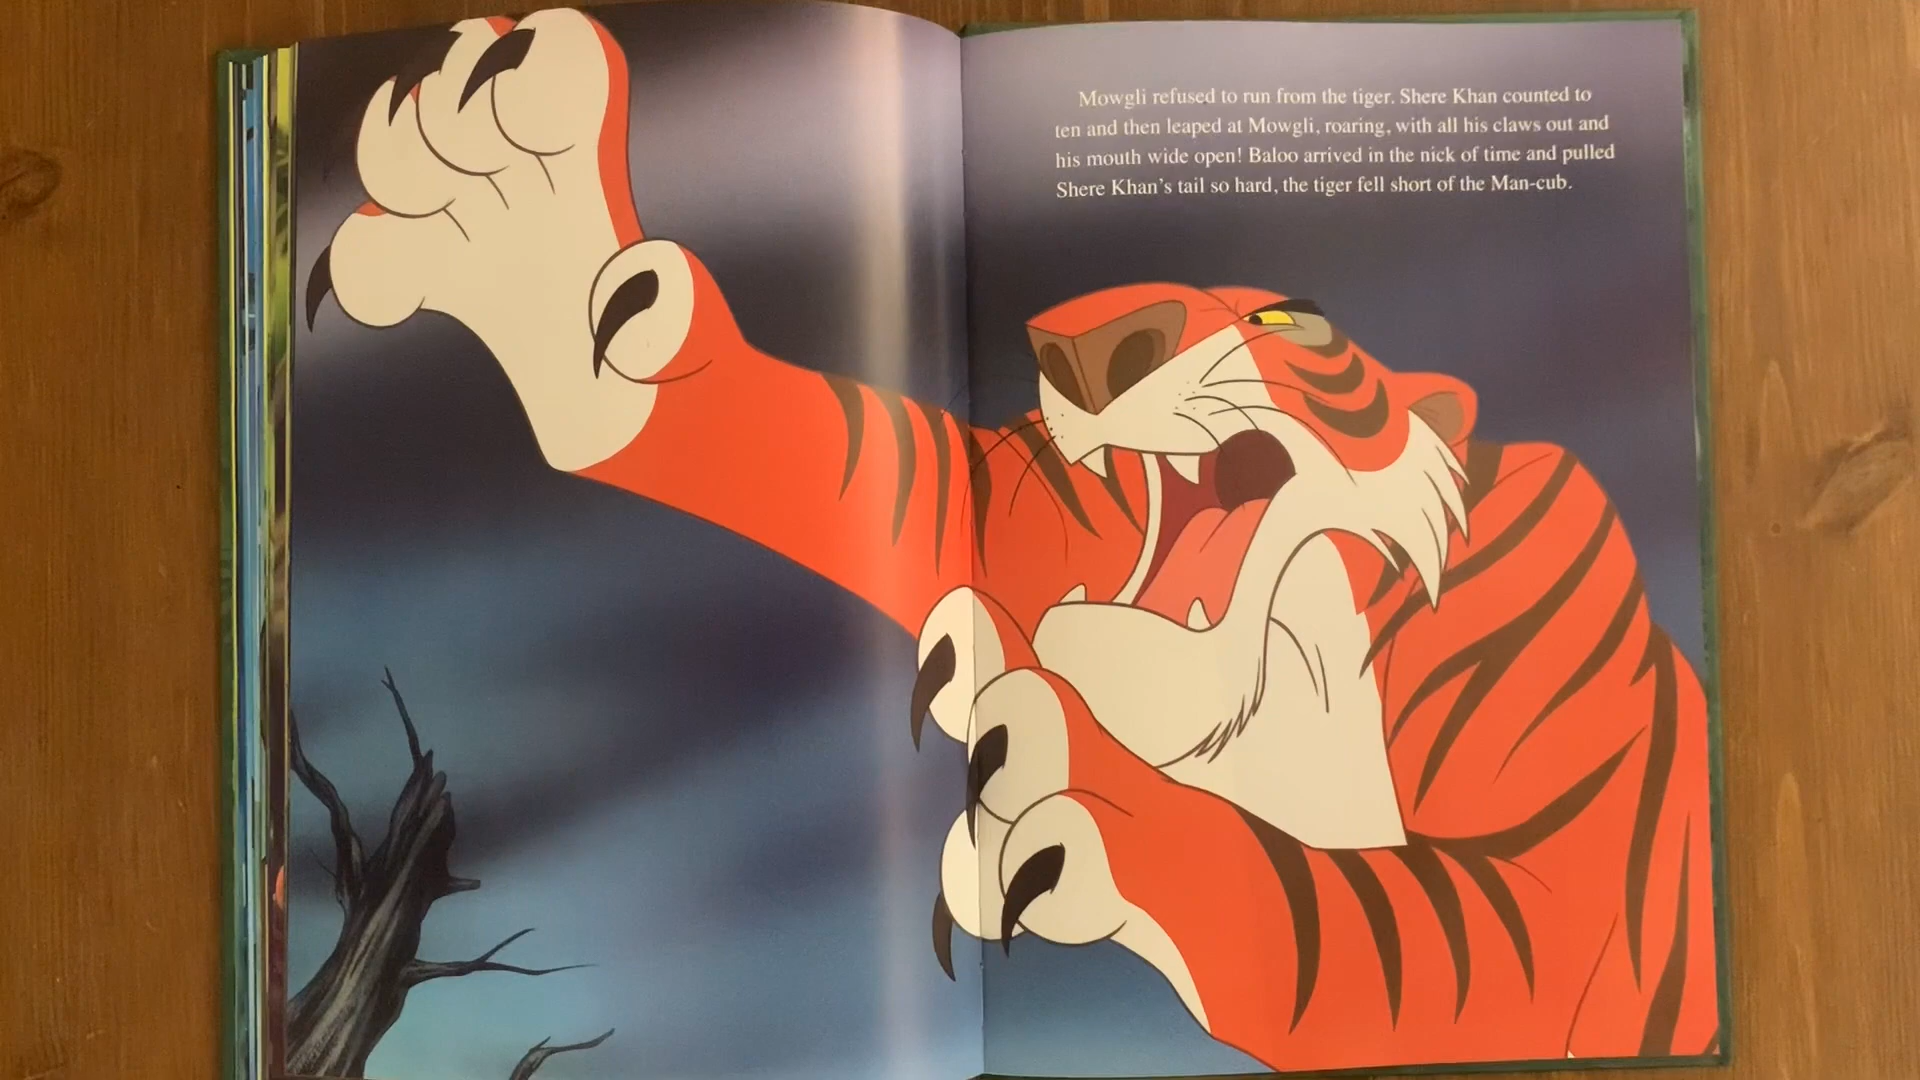 Mowgli refused to run from the tiger. Shere Khan counted to
ten and then leaped at Mowgli, roaring, with all his claws out and
his mouth wide open! Baloo arrived in the nick of time and pulled
Shere Khan’s tail so hard, the tiger fell short of the Man-cub.